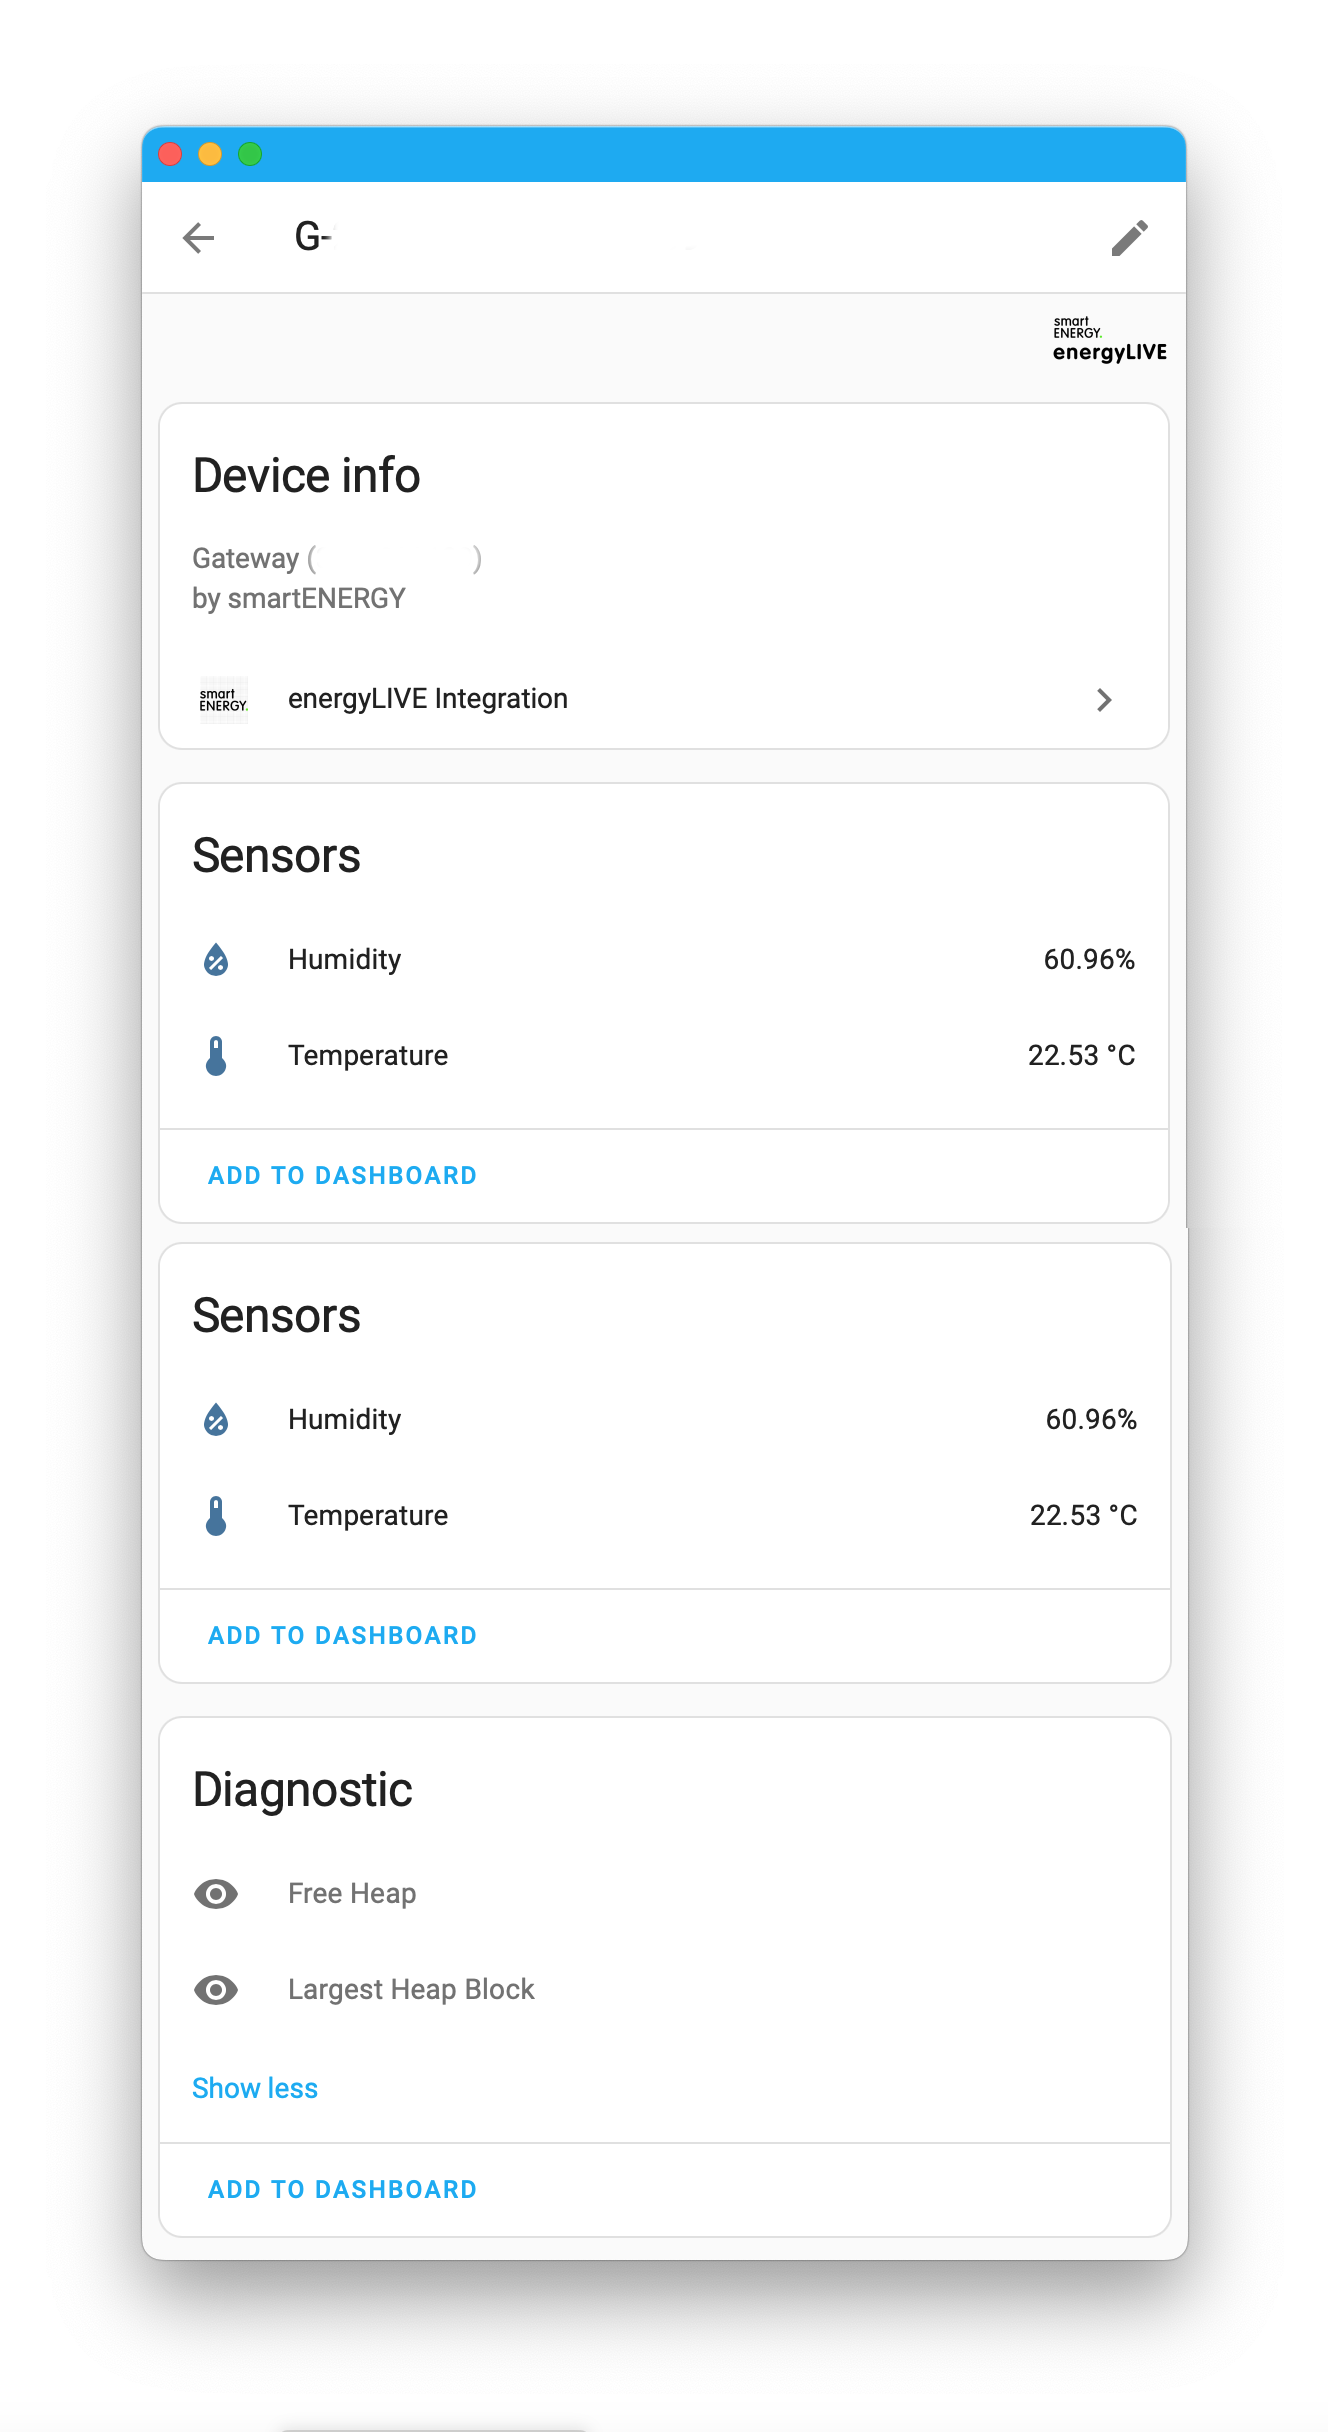 G-
smart
ENERGY.
energyLIVE
Device info
Gateway ( )
by smartENERGY
smart
ENERGY.
energyLIVE Integration
Sensors
Humidity 60.96%
Temperature 22.53 °C
ADD TO DASHBOARD
Sensors
Humidity 60.96%
Temperature 22.53 °C
ADD TO DASHBOARD
Diagnostic
Free Heap
Largest Heap Block
Show less
ADD TO DASHBOARD